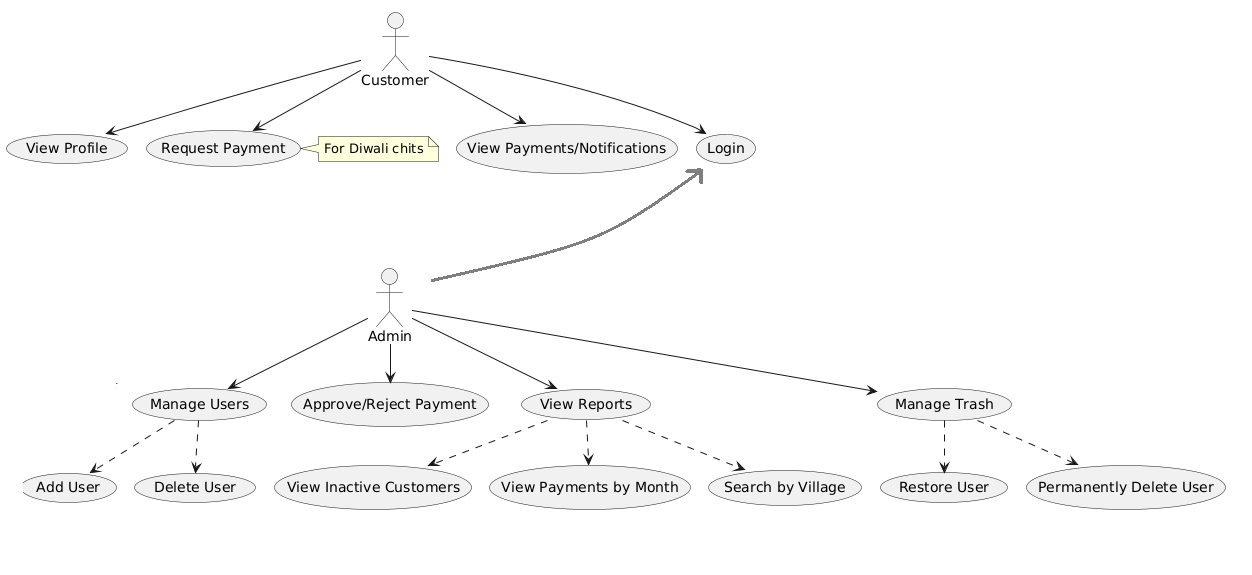 Customer
View Profile
Request Payment
For Diwali chits
View Payments/Notifications
Login
Admin
Manage Users
Approve/Reject Payment
View Reports
Manage Trash
Add User
Delete User
View Inactive Customers
View Payments by Month
Search by Village
Restore User
Permanently Delete User